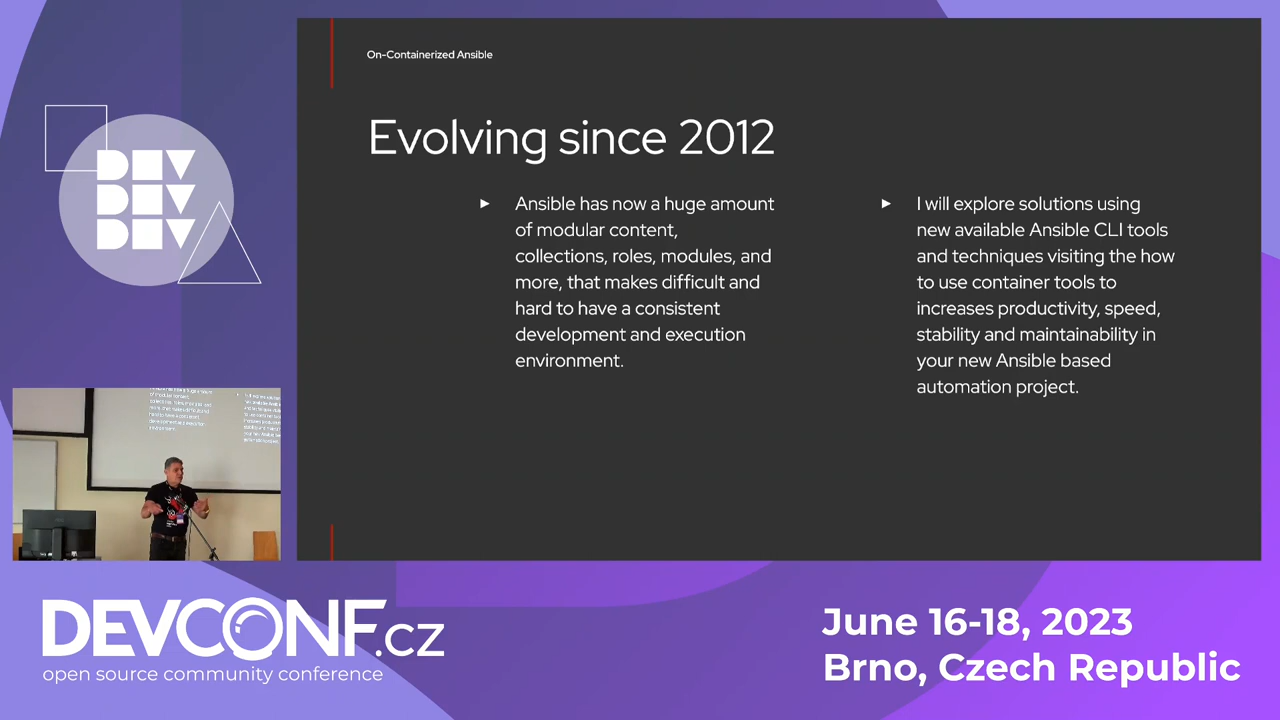 On-Containerized Ansible
Evolving since 2012
► Ansible has now a huge amount
of modular content,
collections, roles, modules, and
more, that makes difficult and
hard to have a consistent
development and execution
environment.
► I will explore solutions using
new available Ansible CLI tools
and techniques visiting the how
to use container tools to
increases productivity, speed,
stability and maintainability in
your new Ansible based
automation project.
DEV
DEV
DEV
DEVCONF.cz
open source community conference
June 16-18, 2023
Brno, Czech Republic